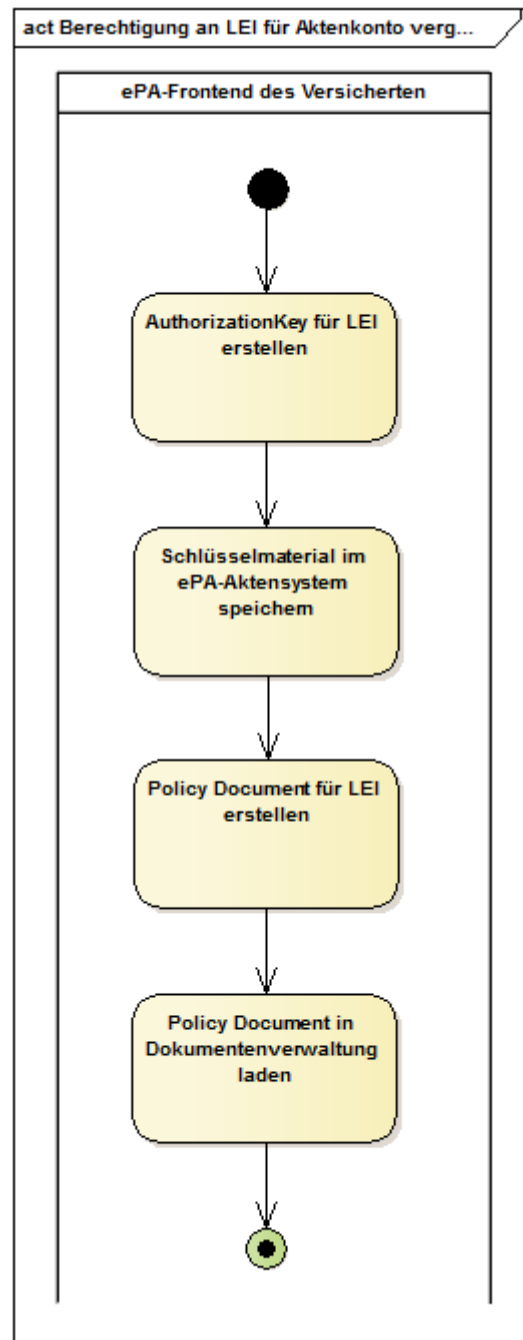 act Berechtigung an LEI für Aktenkonto verg...
ePA-Frontend des Versicherten
AuthorizationKey für LEI
erstellen
Schlüsselmaterial im
ePA-Aktensystem
speichern
Policy Document für LEI
erstellen
Policy Document in
Dokumentenverwaltung
laden